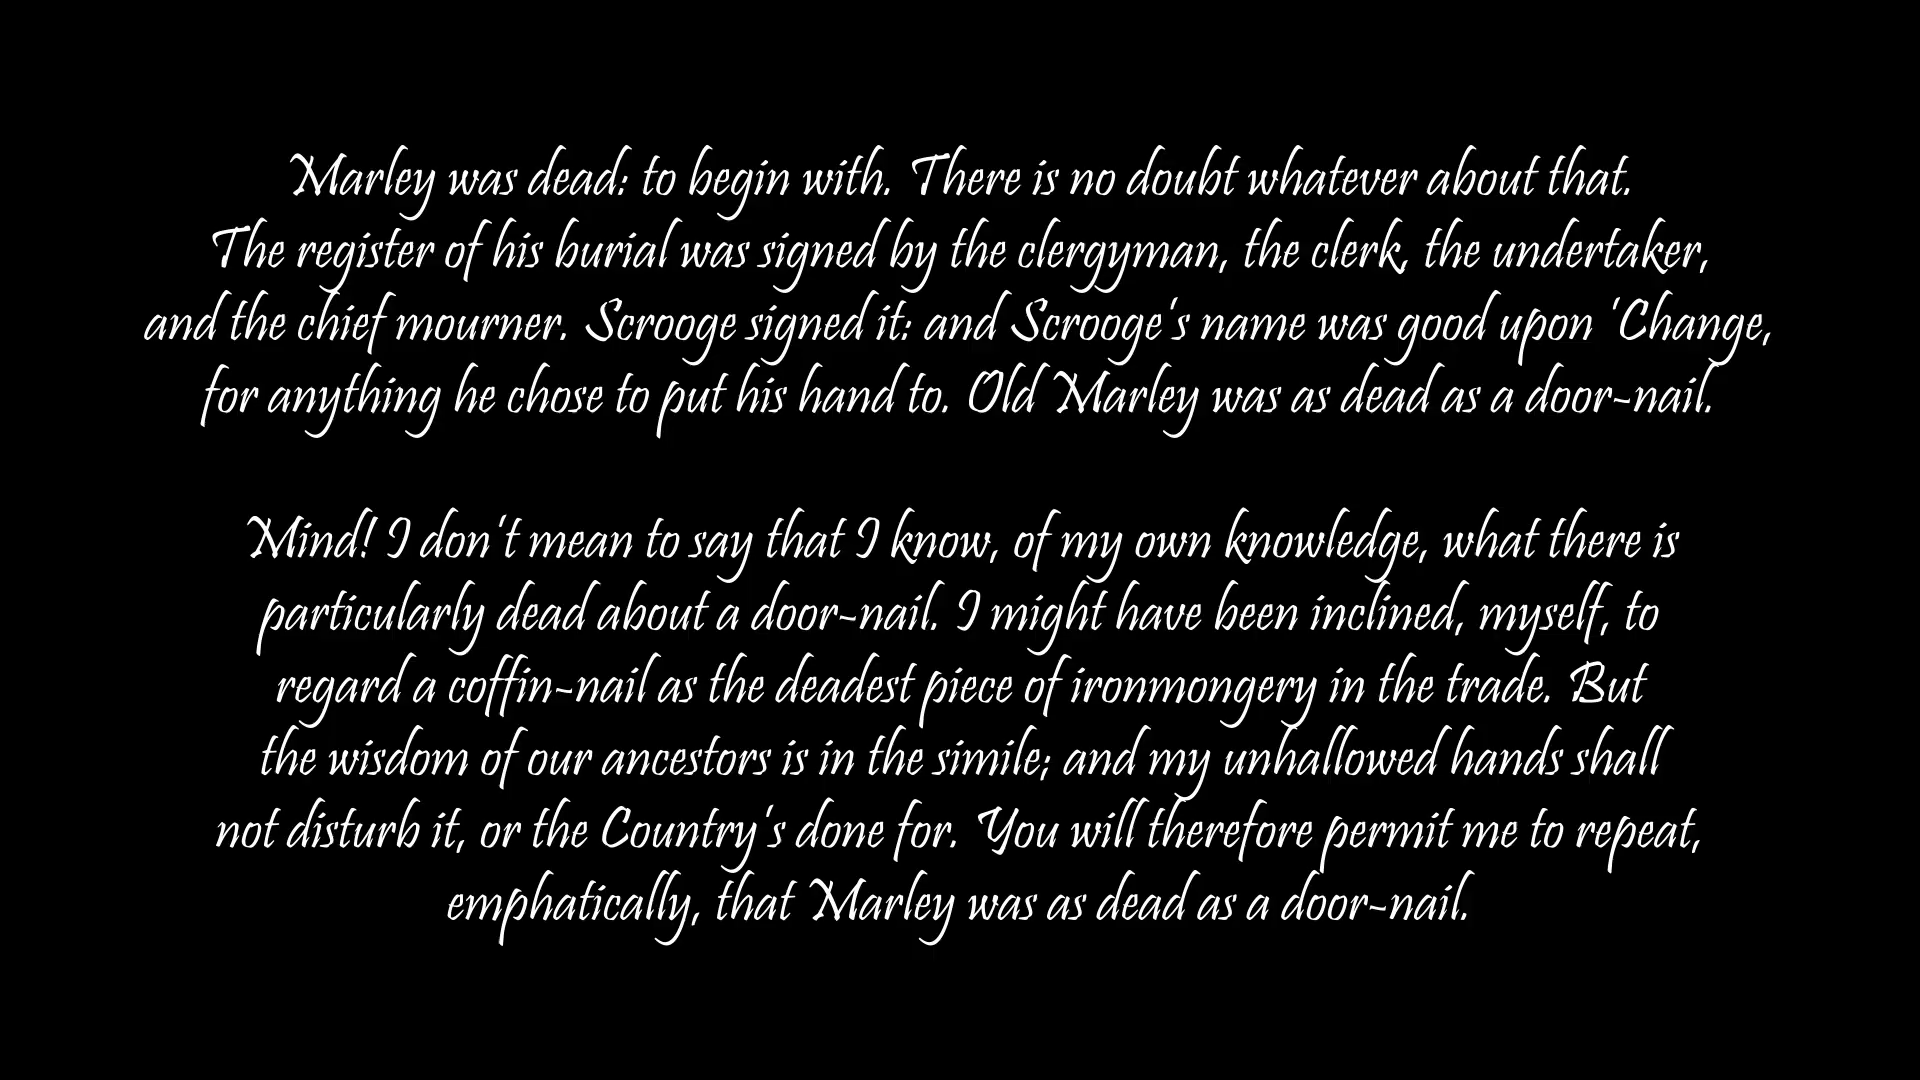 Marley was dead: to begin with. There is no doubt whatever about that.
The register of his burial was signed by the clergyman, the clerk, the undertaker,
and the chief mourner. Scrooge signed it: and Scrooge's name was good upon 'Change,
for anything he chose to put his hand to. Old Marley was as dead as a door-nail.

Mind! I don't mean to say that I know, of my own knowledge, what there is
particularly dead about a door-nail. I might have been inclined, myself, to
regard a coffin-nail as the deadest piece of ironmongery in the trade. But
the wisdom of our ancestors is in the simile; and my unhallowed hands shall
not disturb it, or the Country's done for. You will therefore permit me to repeat,
emphatically, that Marley was as dead as a door-nail.